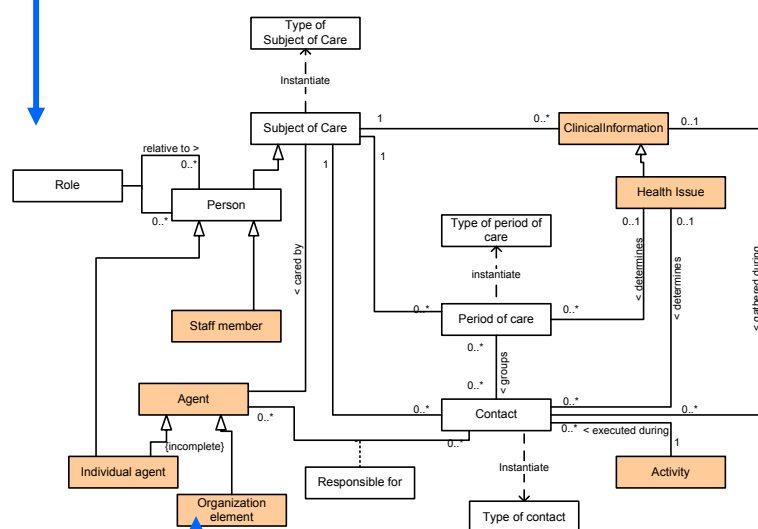 Type of
Subject of Care
Instantiate
Subject of Care
1
0..*
ClinicalInformation
0..1
1
1
relative to >
0..*
Role
Person
0..*
Health Issue
0..1
0..1
Type of period of
care
instantiate
< cared by
< determines
< determines
< gathered during
Staff member
0..*
Period of care
0..*
0..*
< groups
0..*
Agent
0..*
0..*
Contact
0..*
0..*
0..*
0..*
< executed during
1
{incomplete}
Individual agent
Responsible for
Instantiate
Activity
Organization
element
Type of contact